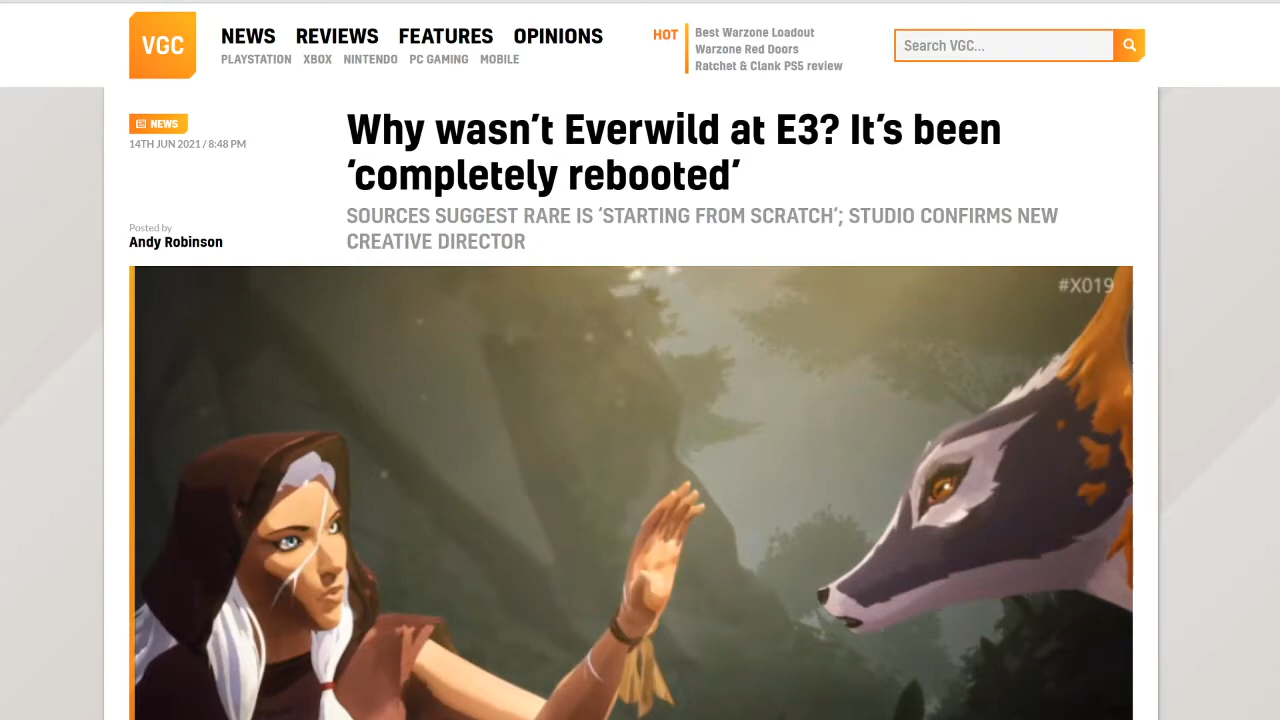 VGC
NEWS REVIEWS FEATURES OPINIONS
PLAYSTATION XBOX NINTENDO PC GAMING MOBILE
HOT
Best Warzone Loadout
Warzone Red Doors
Ratchet & Clank PS5 review
Search VGC...
NEWS
14TH JUN 2021 / 8:48 PM
Posted by
Andy Robinson
Why wasn’t Everwild at E3? It’s been
‘completely rebooted’
SOURCES SUGGEST RARE IS ‘STARTING FROM SCRATCH’; STUDIO CONFIRMS NEW
CREATIVE DIRECTOR
#X019